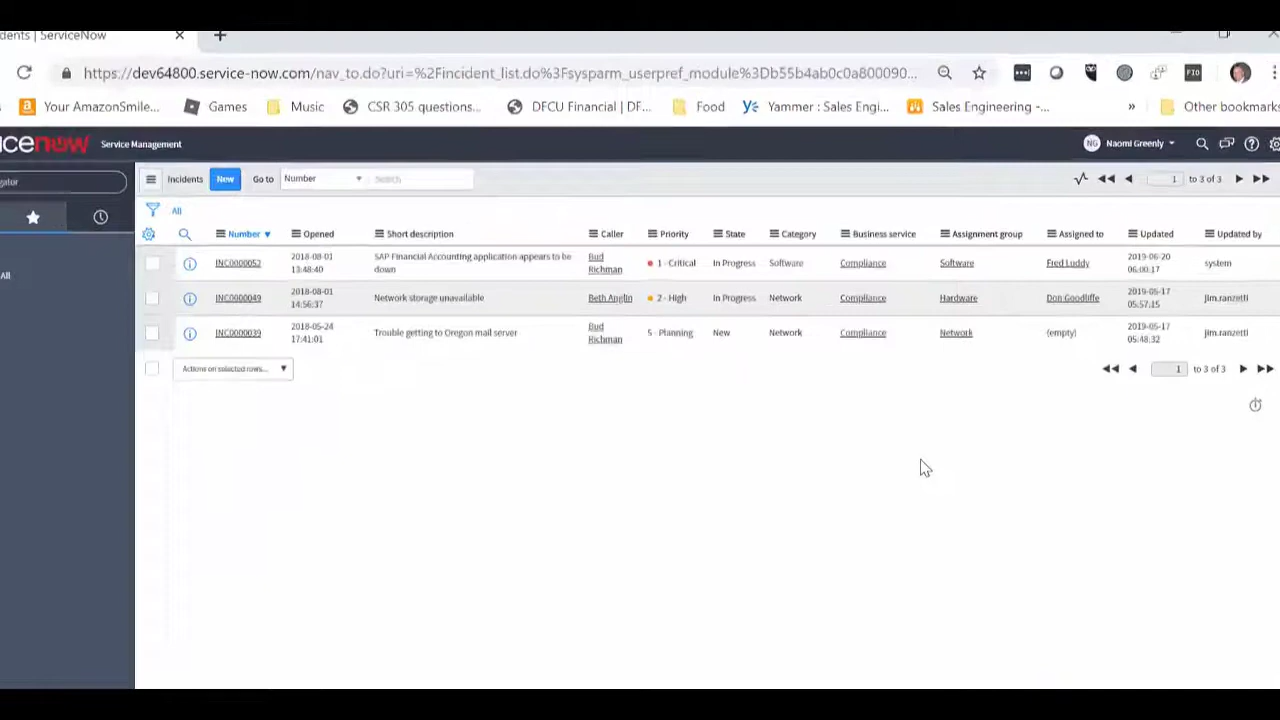 dents | ServiceNow
https://dev64800.service-now.com/nav_to.do?uri=%2Fincident_list.do%3Fsysparm_userpref_module%3Db55b4ab0c0a800090...
Your AmazonSmile... Games Music CSR 305 questions... DFCU Financial | DF... Food Yammer : Sales Engi... Sales Engineering -... » Other bookmarks
FIO
icenow Service Management NG Naomi Greenly
gator
All
Incidents New Go to Number Search 1 to 3 of 3
All
Number Opened Short description Caller Priority State Category Business service Assignment group Assigned to Updated Updated by
INC0000052 2018-08-01 13:48:40 SAP Financial Accounting application appears to be down Bud Richman 1 - Critical In Progress Software Compliance Software Fred Luddy 2019-06-20 06:00:17 system
INC0000049 2018-08-01 14:56:37 Network storage unavailable Beth Anglin 2 - High In Progress Network Compliance Hardware Don Goodliffe 2019-05-17 05:57:15 jim.ranzetti
INC0000039 2018-05-24 17:41:01 Trouble getting to Oregon mail server Bud Richman 5 - Planning New Network Compliance Network (empty) 2019-05-17 05:48:32 jim.ranzetti
Actions on selected rows... 1 to 3 of 3